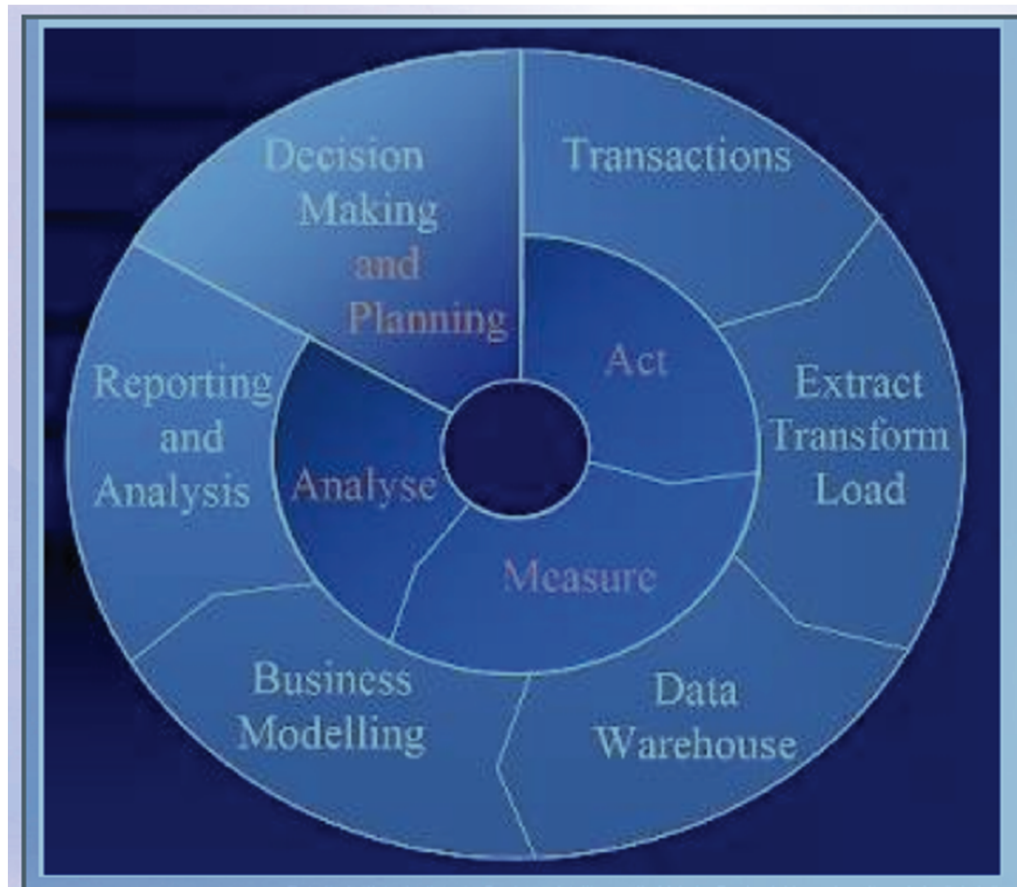 Decision
Making
and
Planning
Transactions
Act
Extract
Transform
Load
Reporting
and
Analysis
Analyse
Measure
Business
Modelling
Data
Warehouse